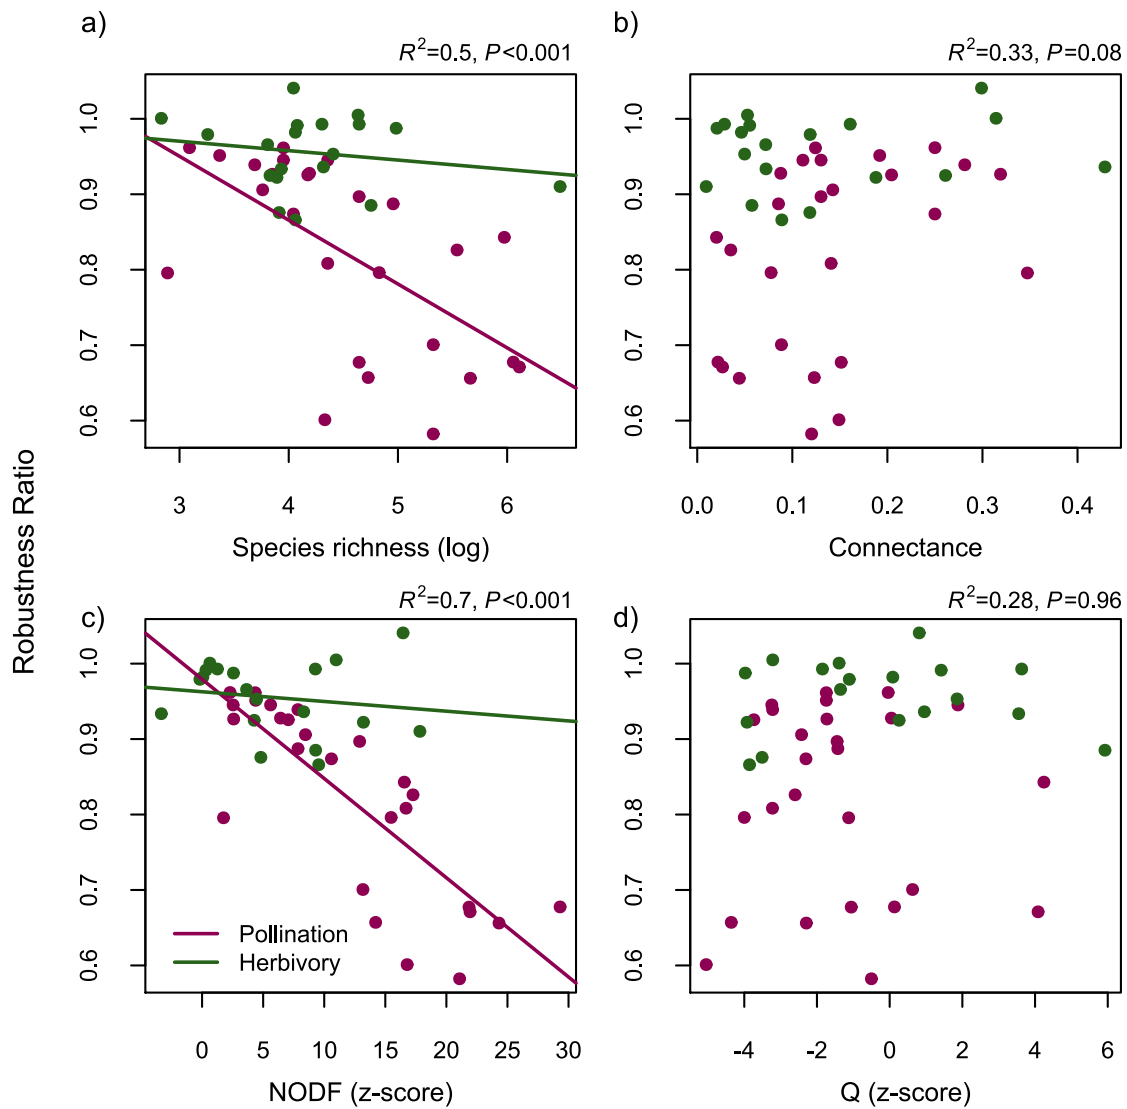 a)
R²=0.5, P<0.001
1.0
0.9
0.8
0.7
0.6
3 4 5 6
Species richness (log)
b)
R²=0.33, P=0.08
1.0
0.9
0.8
0.7
0.6
0.0 0.1 0.2 0.3 0.4
Connectance
Robustness Ratio
c)
R²=0.7, P<0.001
1.0
0.9
0.8
0.7
0.6
Pollination
Herbivory
0 5 10 15 20 25 30
NODF (z-score)
d)
R²=0.28, P=0.96
1.0
0.9
0.8
0.7
0.6
-4 -2 0 2 4 6
Q (z-score)